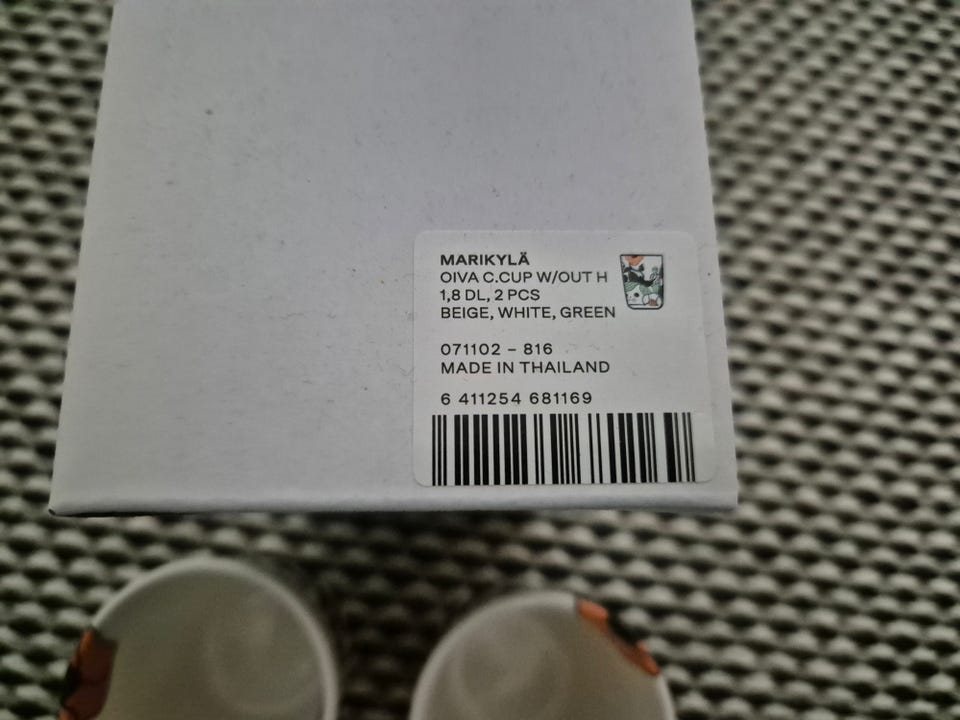 MARIKYLÄ
OIVA C.CUP W/OUT H
1,8 DL, 2 PCS
BEIGE, WHITE, GREEN
071102 – 816
MADE IN THAILAND
6 411254 681169